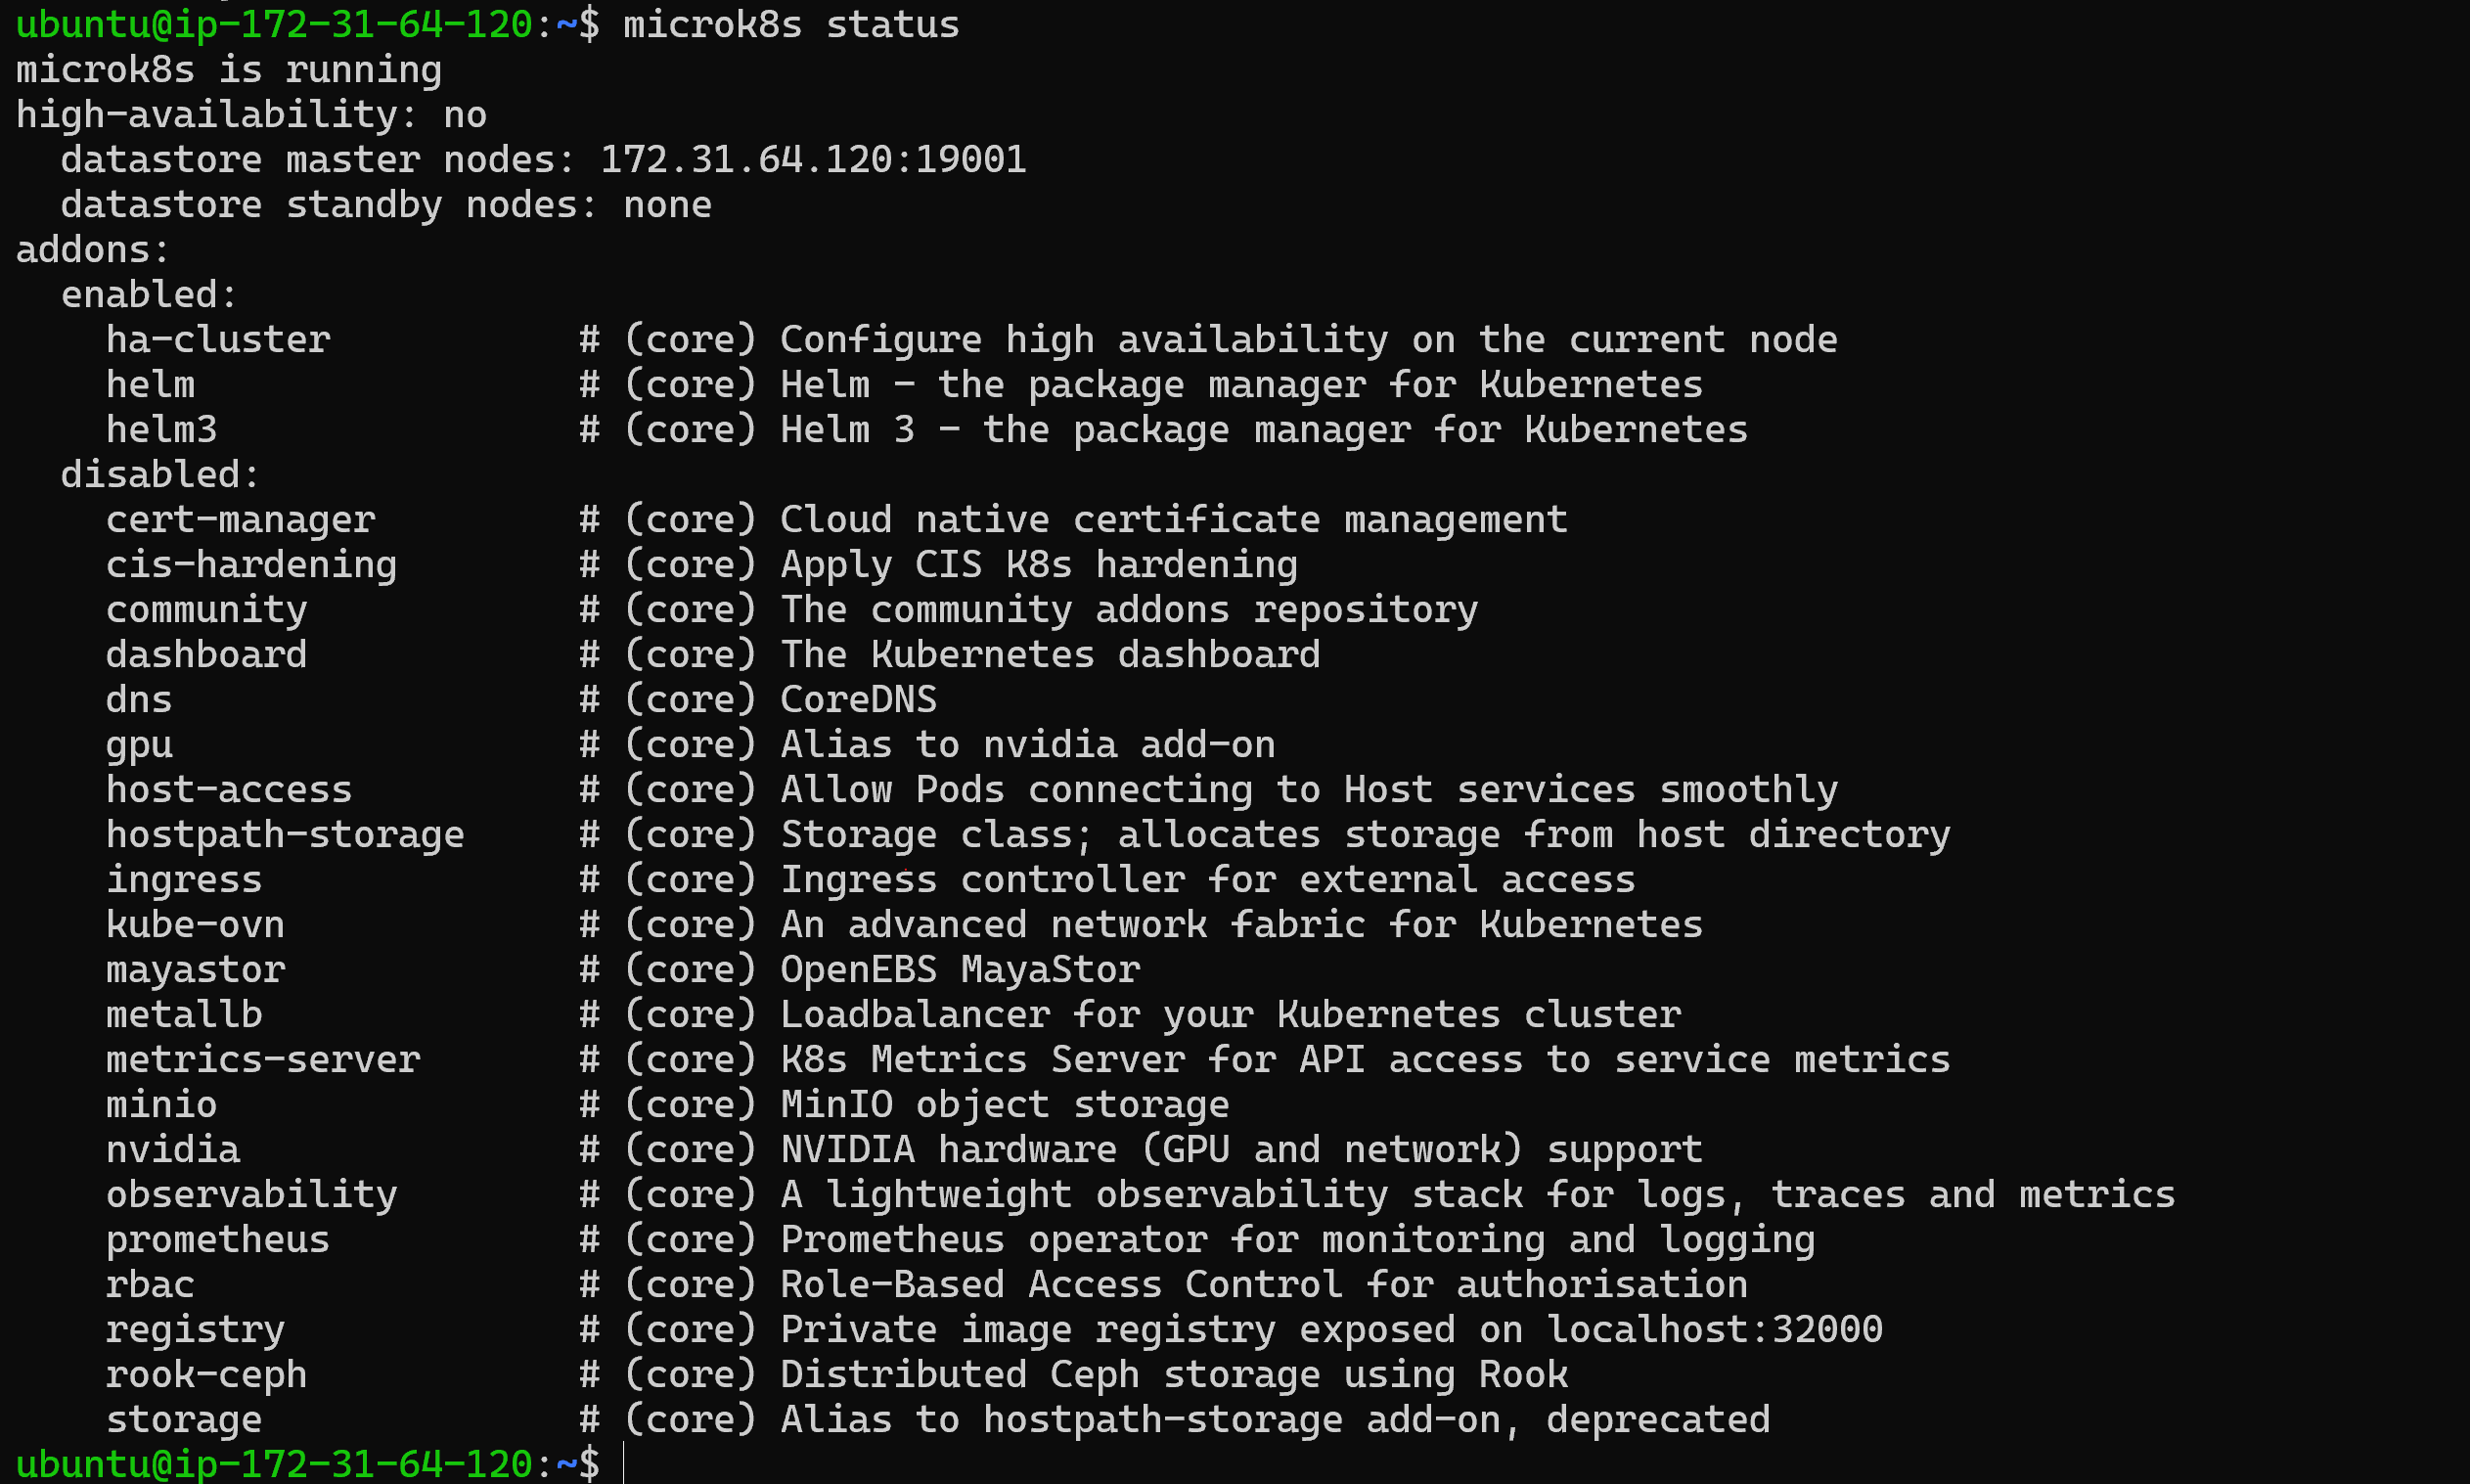 ubuntu@ip-172-31-64-120:~$ microk8s status
microk8s is running
high-availability: no
  datastore master nodes: 172.31.64.120:19001
  datastore standby nodes: none
addons:
  enabled:
    ha-cluster           # (core) Configure high availability on the current node
    helm                 # (core) Helm - the package manager for Kubernetes
    helm3                # (core) Helm 3 - the package manager for Kubernetes
  disabled:
    cert-manager         # (core) Cloud native certificate management
    cis-hardening        # (core) Apply CIS K8s hardening
    community            # (core) The community addons repository
    dashboard            # (core) The Kubernetes dashboard
    dns                  # (core) CoreDNS
    gpu                  # (core) Alias to nvidia add-on
    host-access          # (core) Allow Pods connecting to Host services smoothly
    hostpath-storage     # (core) Storage class; allocates storage from host directory
    ingress              # (core) Ingress controller for external access
    kube-ovn             # (core) An advanced network fabric for Kubernetes
    mayastor             # (core) OpenEBS MayaStor
    metallb              # (core) Loadbalancer for your Kubernetes cluster
    metrics-server       # (core) K8s Metrics Server for API access to service metrics
    minio                # (core) MinIO object storage
    nvidia               # (core) NVIDIA hardware (GPU and network) support
    observability        # (core) A lightweight observability stack for logs, traces and metrics
    prometheus           # (core) Prometheus operator for monitoring and logging
    rbac                 # (core) Role-Based Access Control for authorisation
    registry             # (core) Private image registry exposed on localhost:32000
    rook-ceph            # (core) Distributed Ceph storage using Rook
    storage              # (core) Alias to hostpath-storage add-on, deprecated
ubuntu@ip-172-31-64-120:~$